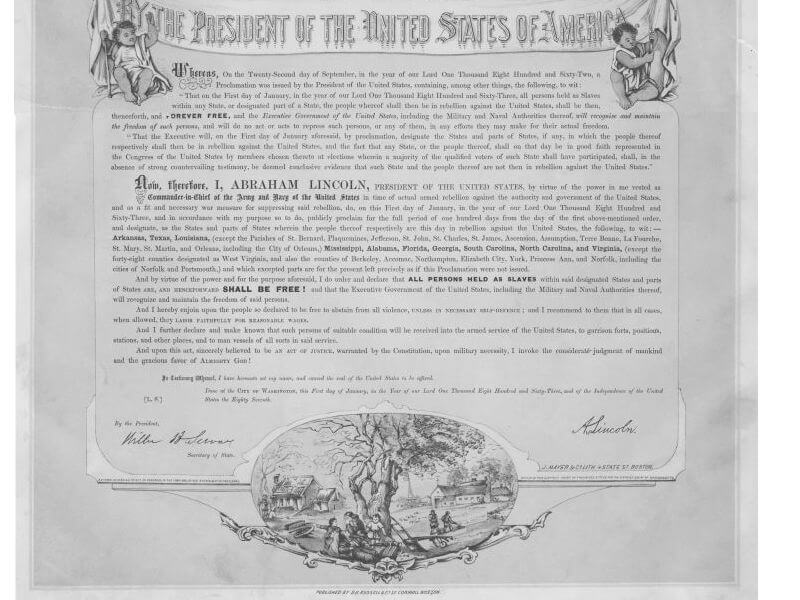 BY THE PRESIDENT OF THE UNITED STATES OF AMERICA
Whereas, On the Twenty-Second day of September, in the year of our Lord One Thousand Eight Hundred and Sixty-Two, a
Proclamation was issued by the President of the United States, containing, among other things, the following, to wit:
"That on the First day of January, in the year of our Lord One Thousand Eight Hundred and Sixty-Three, all persons held as Slaves
within any State, or designated part of a State, the people whereof shall then be in rebellion against the United States, shall be then,
thenceforth, and FOREVER FREE, and the Executive Government of the United States, including the Military and Naval Authorities thereof, will recognise and maintain
the freedom of such persons, and will do no act or acts to repress such persons, or any of them, in any efforts they may make for their actual freedom.
"That the Executive will, on the First day of January aforesaid, by proclamation, designate the States and parts of States, if any, in which the people thereof
respectively shall then be in rebellion against the United States, and the fact that any State, or the people thereof, shall on that day be in good faith represented in
the Congress of the United States by members chosen thereto at elections wherein a majority of the qualified voters of such State shall have participated, shall, in the
absence of strong countervailing testimony, be deemed conclusive evidence that such State and the people thereof are not then in rebellion against the United States."
Now, therefore, I, ABRAHAM LINCOLN, PRESIDENT OF THE UNITED STATES, by virtue of the power in me vested as
Commander-in-Chief of the Army and Navy of the United States in time of actual armed rebellion against the authority and government of the United States,
and as a fit and necessary war measure for suppressing said rebellion, do, on this First day of January, in the year of our Lord One Thousand Eight Hundred and
Sixty-Three, and in accordance with my purpose so to do, publicly proclaim for the full period of one hundred days from the day of the first above-mentioned order,
and designate, as the States and parts of States wherein the people thereof respectively are this day in rebellion against the United States, the following, to wit:—
Arkansas, Texas, Louisiana, (except the Parishes of St. Bernard, Plaquemines, Jefferson, St. John, St. Charles, St. James, Ascension, Assumption, Terre Bonne, La Fourche,
St. Mary, St. Martin, and Orleans, including the City of Orleans,) Mississippi, Alabama, Florida, Georgia, South Carolina, North Carolina, and Virginia, (except the
forty-eight counties designated as West Virginia, and also the counties of Berkeley, Accomac, Northampton, Elizabeth City, York, Princess Ann, and Norfolk, including the
cities of Norfolk and Portsmouth,) and which excepted parts are for the present left precisely as if this Proclamation were not issued.
And by virtue of the power and for the purpose aforesaid, I do order and declare that ALL PERSONS HELD AS SLAVES within said designated States and parts
of States ARE, AND HENCEFORWARD SHALL BE FREE! and that the Executive Government of the United States, including the Military and Naval Authorities thereof,
will recognize and maintain the freedom of said persons.
And I hereby enjoin upon the people so declared to be free to abstain from all violence, UNLESS IN NECESSARY SELF-DEFENCE; and I recommend to them that in all cases,
when allowed, they LABOR FAITHFULLY FOR REASONABLE WAGES.
And I further declare and make known that such persons of suitable condition will be received into the armed service of the United States, to garrison forts, positions,
stations, and other places, and to man vessels of all sorts in said service.
And upon this act, sincerely believed to be AN ACT OF JUSTICE, warranted by the Constitution, upon military necessity, I invoke the considerate judgment of mankind
and the gracious favor of ALMIGHTY GOD!
In Testimony Whereof, I have hereunto set my name, and caused the seal of the United States to be affixed.
Done at the CITY OF WASHINGTON, this First day of January, in the Year of our Lord One Thousand Eight Hundred and Sixty-Three, and of the Independence of the United
[L. S.] States the Eighty Seventh.
By the President,
A. Lincoln.
William H. Seward
Secretary of State.
J. MAYER & CO. LITH 4 STATE ST. BOSTON.
PUBLISHED BY CORNHILL BOSTON